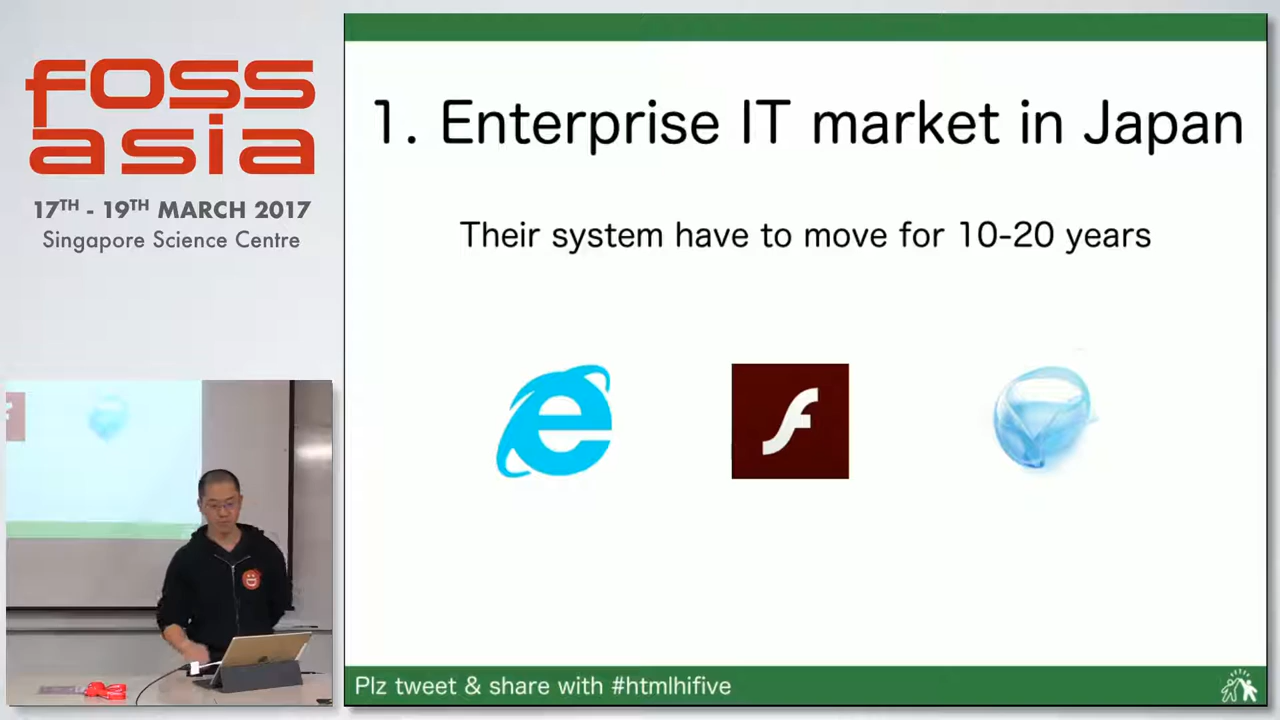 foss
asia
17TH - 19TH MARCH 2017
Singapore Science Centre
1. Enterprise IT market in Japan
Their system have to move for 10-20 years
Plz tweet & share with #htmlhifive